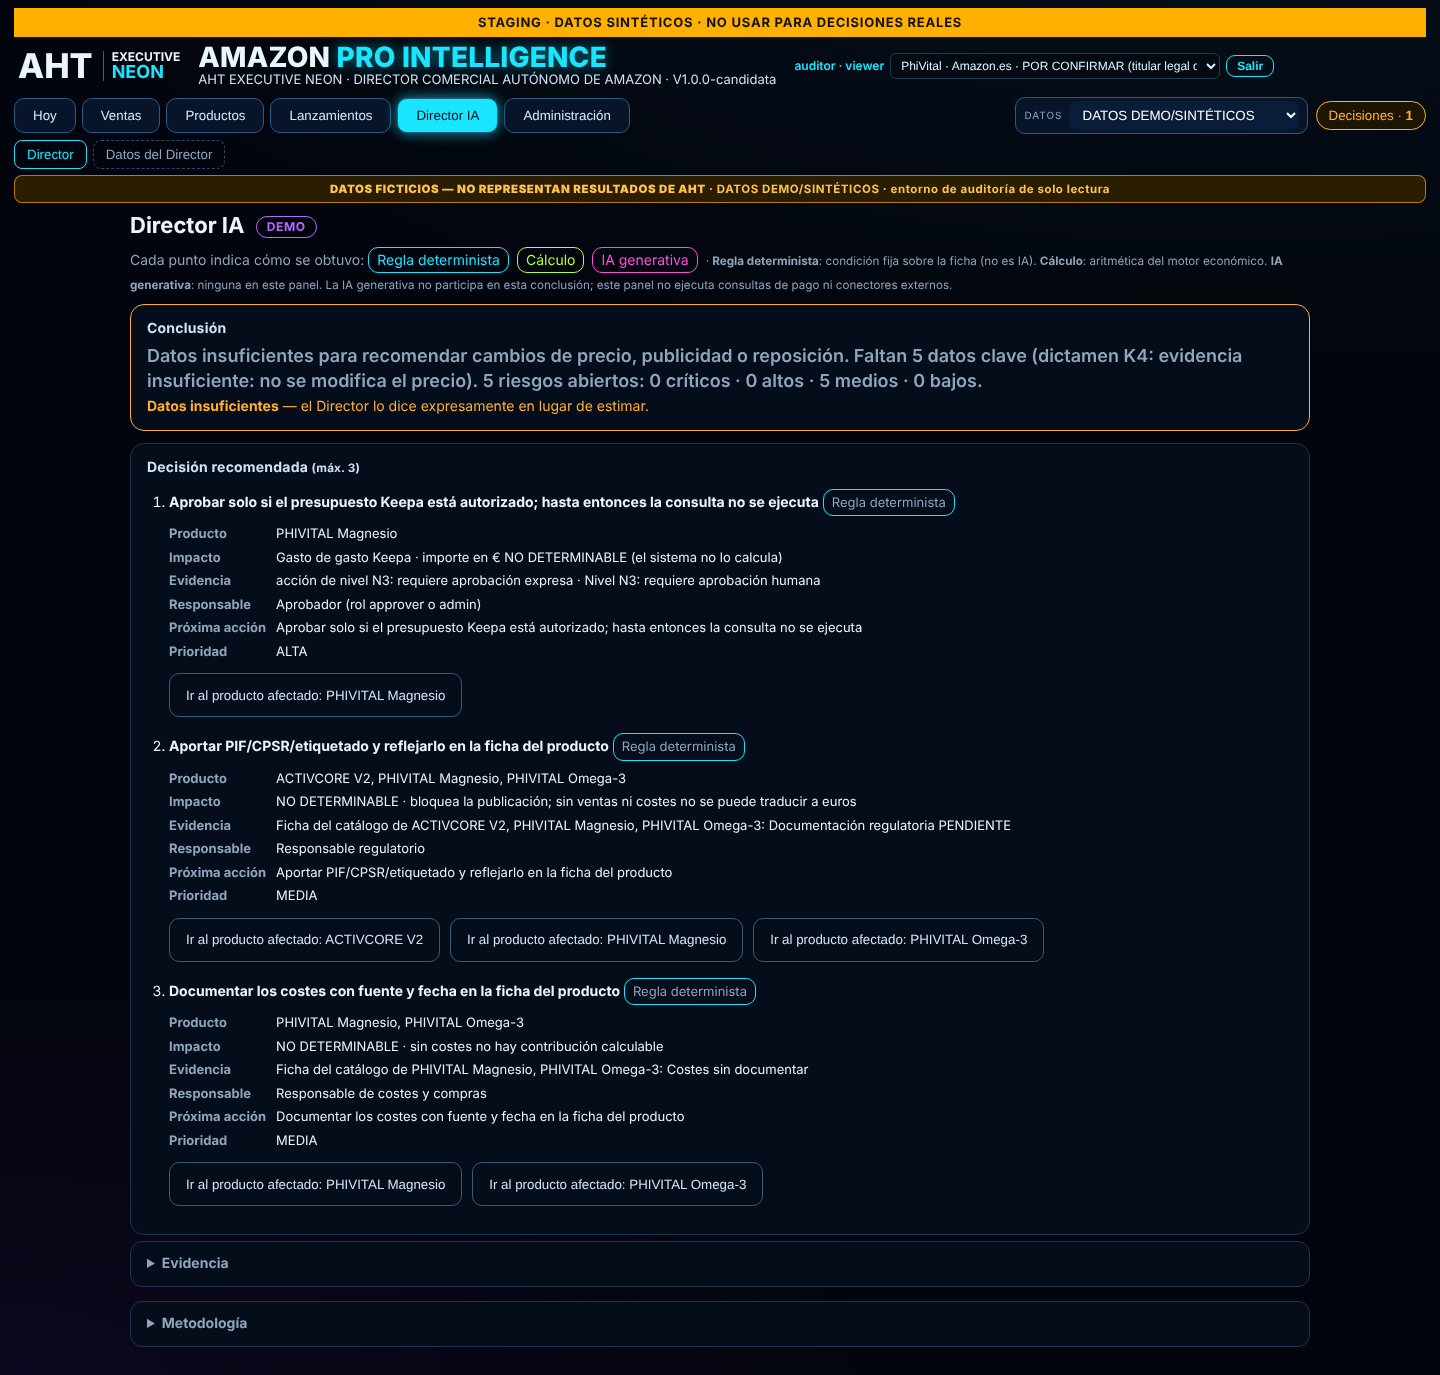 STAGING · DATOS SINTÉTICOS · NO USAR PARA DECISIONES REALES
AHT EXECUTIVE NEON
AMAZON PRO INTELLIGENCE
AHT EXECUTIVE NEON · DIRECTOR COMERCIAL AUTÓNOMO DE AMAZON · V1.0.0-candidata
auditor · viewer
PhiVital · Amazon.es · POR CONFIRMAR (titular legal c
Salir
Hoy
Ventas
Productos
Lanzamientos
Director IA
Administración
DATOS
DATOS DEMO/SINTÉTICOS
Decisiones · 1
Director
Datos del Director
DATOS FICTICIOS — NO REPRESENTAN RESULTADOS DE AHT · DATOS DEMO/SINTÉTICOS · entorno de auditoría de solo lectura
Director IA DEMO
Cada punto indica cómo se obtuvo: Regla determinista Cálculo IA generativa · Regla determinista: condición fija sobre la ficha (no es IA). Cálculo: aritmética del motor económico. IA
generativa: ninguna en este panel. La IA generativa no participa en esta conclusión; este panel no ejecuta consultas de pago ni conectores externos.
Conclusión
Datos insuficientes para recomendar cambios de precio, publicidad o reposición. Faltan 5 datos clave (dictamen K4: evidencia
insuficiente: no se modifica el precio). 5 riesgos abiertos: 0 críticos · 0 altos · 5 medios · 0 bajos.
Datos insuficientes — el Director lo dice expresamente en lugar de estimar.
Decisión recomendada (máx. 3)
1. Aprobar solo si el presupuesto Keepa está autorizado; hasta entonces la consulta no se ejecuta Regla determinista
Producto PHIVITAL Magnesio
Impacto Gasto de gasto Keepa · importe en € NO DETERMINABLE (el sistema no lo calcula)
Evidencia acción de nivel N3: requiere aprobación expresa · Nivel N3: requiere aprobación humana
Responsable Aprobador (rol approver o admin)
Próxima acción Aprobar solo si el presupuesto Keepa está autorizado; hasta entonces la consulta no se ejecuta
Prioridad ALTA
Ir al producto afectado: PHIVITAL Magnesio
2. Aportar PIF/CPSR/etiquetado y reflejarlo en la ficha del producto Regla determinista
Producto ACTIVCORE V2, PHIVITAL Magnesio, PHIVITAL Omega-3
Impacto NO DETERMINABLE · bloquea la publicación; sin ventas ni costes no se puede traducir a euros
Evidencia Ficha del catálogo de ACTIVCORE V2, PHIVITAL Magnesio, PHIVITAL Omega-3: Documentación regulatoria PENDIENTE
Responsable Responsable regulatorio
Próxima acción Aportar PIF/CPSR/etiquetado y reflejarlo en la ficha del producto
Prioridad MEDIA
Ir al producto afectado: ACTIVCORE V2
Ir al producto afectado: PHIVITAL Magnesio
Ir al producto afectado: PHIVITAL Omega-3
3. Documentar los costes con fuente y fecha en la ficha del producto Regla determinista
Producto PHIVITAL Magnesio, PHIVITAL Omega-3
Impacto NO DETERMINABLE · sin costes no hay contribución calculable
Evidencia Ficha del catálogo de PHIVITAL Magnesio, PHIVITAL Omega-3: Costes sin documentar
Responsable Responsable de costes y compras
Próxima acción Documentar los costes con fuente y fecha en la ficha del producto
Prioridad MEDIA
Ir al producto afectado: PHIVITAL Magnesio
Ir al producto afectado: PHIVITAL Omega-3
Evidencia
Metodología